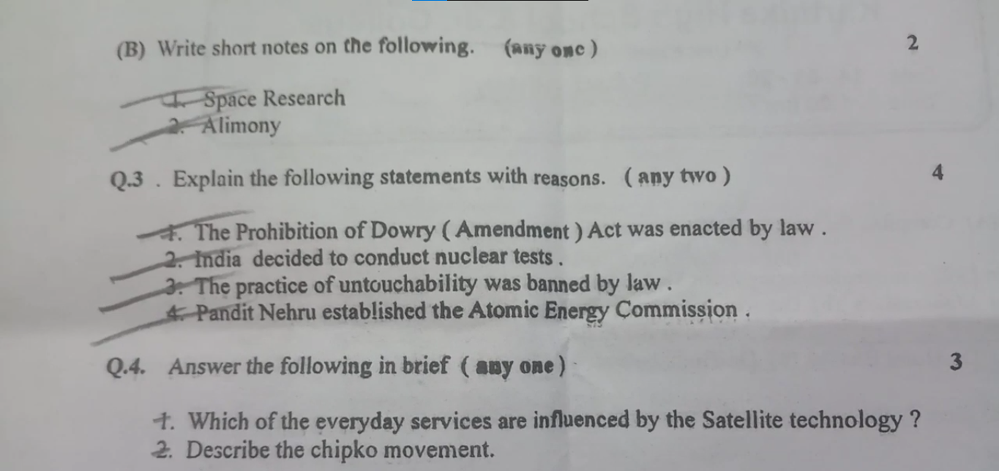 (B) Write short notes on the following. (any one) 2
1. Space Research
2. Alimony
Q.3 . Explain the following statements with reasons. ( any two ) 4
1. The Prohibition of Dowry ( Amendment ) Act was enacted by law .
2. India decided to conduct nuclear tests .
3. The practice of untouchability was banned by law .
4. Pandit Nehru established the Atomic Energy Commission .
Q.4. Answer the following in brief ( any one ) 3
1. Which of the everyday services are influenced by the Satellite technology ?
2. Describe the chipko movement.